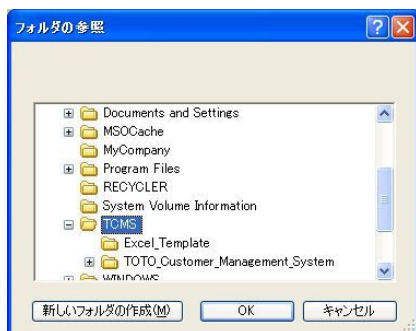 フォルダの参照
Documents and Settings
MSOCache
MyCompany
Program Files
RECYCLER
System Volume Information
TCMS
Excel_Template
TOTO_Customer_Management_System
WINDOWS
新しいフォルダの作成(M)
OK
キャンセル